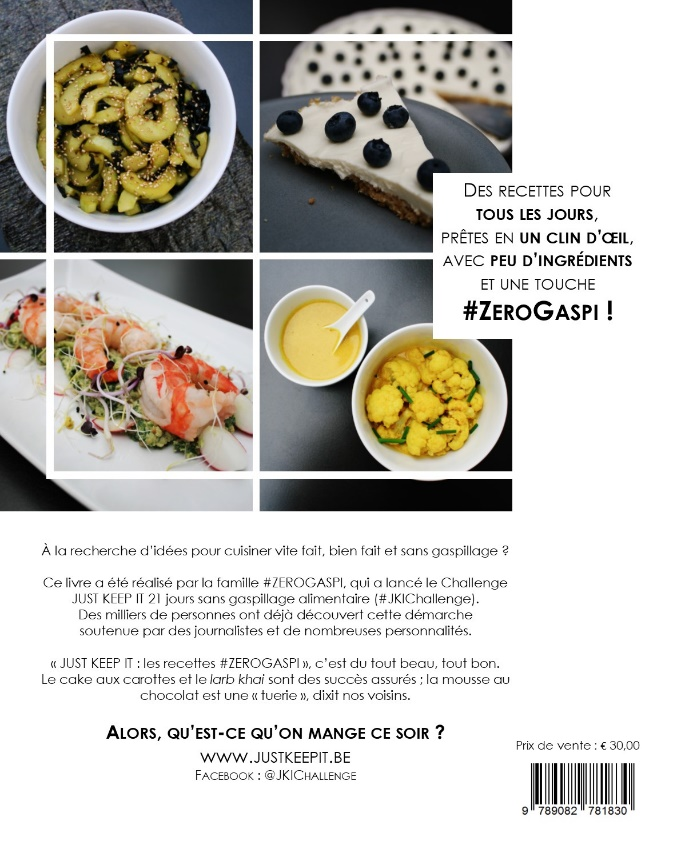 Des recettes pour
tous les jours,
prêtes en un clin d'œil,
avec peu d'ingrédients
et une touche
#ZeroGaspi !
À la recherche d'idées pour cuisiner vite fait, bien fait et sans gaspillage ?
Ce livre a été réalisé par la famille #ZEROGASPI, qui a lancé le Challenge
JUST KEEP IT 21 jours sans gaspillage alimentaire (#JKIChallenge).
Des milliers de personnes ont déjà découvert cette démarche
soutenue par des journalistes et de nombreuses personnalités.
« JUST KEEP IT : les recettes #ZEROGASPI », c'est du tout beau, tout bon.
Le cake aux carottes et le larb khai sont des succès assurés ; la mousse au
chocolat est une « tuerie », dixit nos voisins.
Alors, qu'est-ce qu'on mange ce soir ?
www.justkeepit.be
Facebook : @JKIChallenge
Prix de vente : € 30,00
9 789082 781830